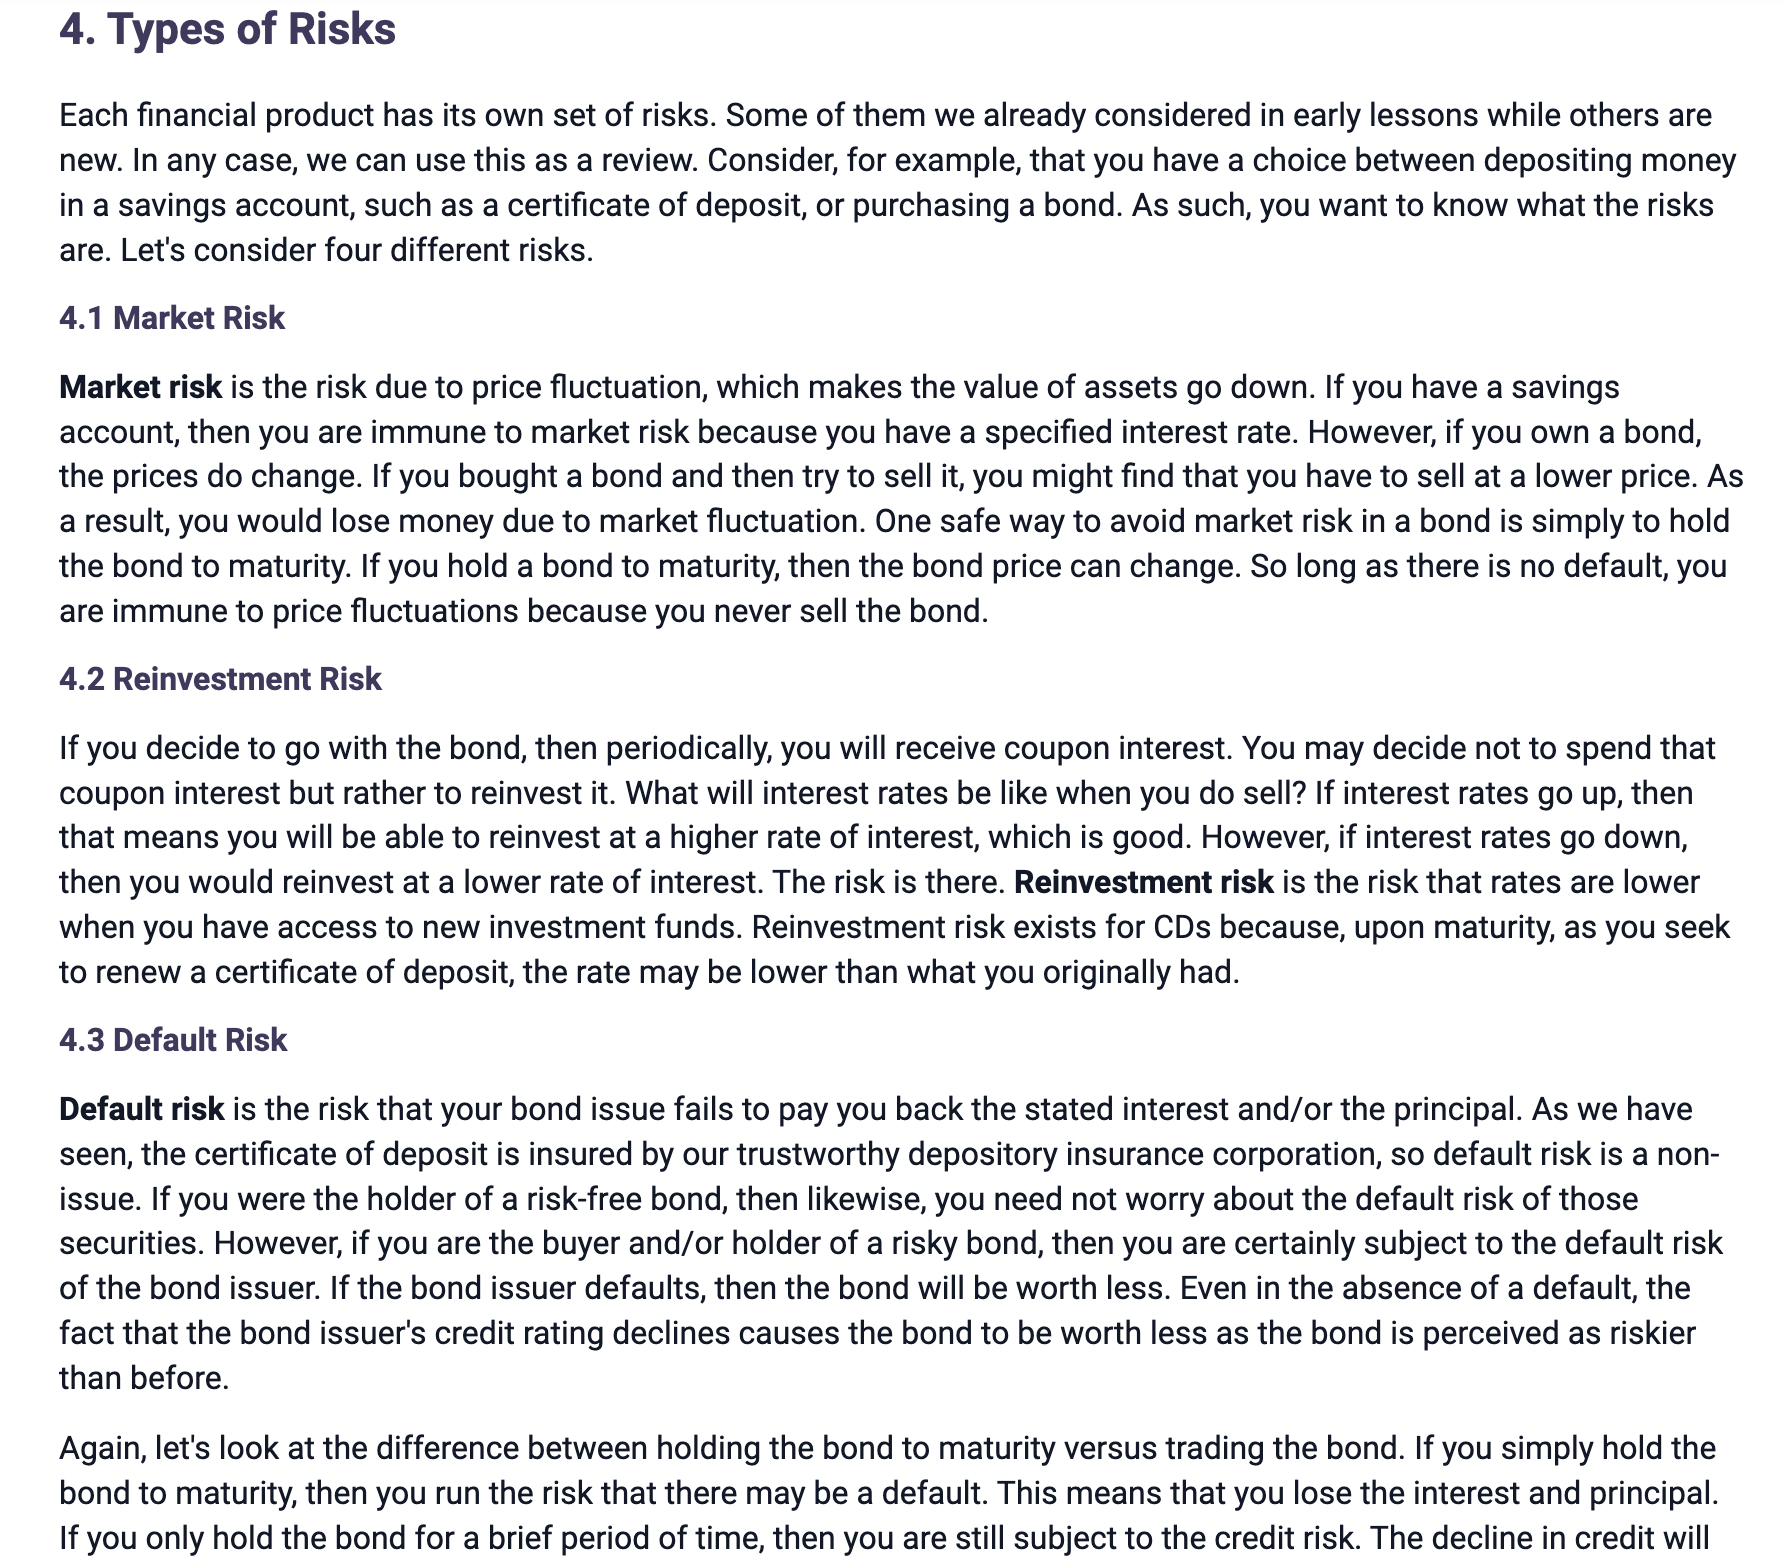 4. Types of Risks
Each financial product has its own set of risks. Some of them we already considered in early lessons while others are
new. In any case, we can use this as a review. Consider, for example, that you have a choice between depositing money
in a savings account, such as a certificate of deposit, or purchasing a bond. As such, you want to know what the risks
are. Let's consider four different risks.
4.1 Market Risk
Market risk is the risk due to price fluctuation, which makes the value of assets go down. If you have a savings
account, then you are immune to market risk because you have a specified interest rate. However, if you own a bond,
the prices do change. If you bought a bond and then try to sell it, you might find that you have to sell at a lower price. As
a result, you would lose money due to market fluctuation. One safe way to avoid market risk in a bond is simply to hold
the bond to maturity. If you hold a bond to maturity, then the bond price can change. So long as there is no default, you
are immune to price fluctuations because you never sell the bond.
4.2 Reinvestment Risk
If you decide to go with the bond, then periodically, you will receive coupon interest. You may decide not to spend that
coupon interest but rather to reinvest it. What will interest rates be like when you do sell? If interest rates go up, then
that means you will be able to reinvest at a higher rate of interest, which is good. However, if interest rates go down,
then you would reinvest at a lower rate of interest. The risk is there. Reinvestment risk is the risk that rates are lower
when you have access to new investment funds. Reinvestment risk exists for CDs because, upon maturity, as you seek
to renew a certificate of deposit, the rate may be lower than what you originally had.
4.3 Default Risk
Default risk is the risk that your bond issue fails to pay you back the stated interest and/or the principal. As we have
seen, the certificate of deposit is insured by our trustworthy depository insurance corporation, so default risk is a non-
issue. If you were the holder of a risk-free bond, then likewise, you need not worry about the default risk of those
securities. However, if you are the buyer and/or holder of a risky bond, then you are certainly subject to the default risk
of the bond issuer. If the bond issuer defaults, then the bond will be worth less. Even in the absence of a default, the
fact that the bond issuer's credit rating declines causes the bond to be worth less as the bond is perceived as riskier
than before.
Again, let's look at the difference between holding the bond to maturity versus trading the bond. If you simply hold the
bond to maturity, then you run the risk that there may be a default. This means that you lose the interest and principal.
If you only hold the bond for a brief period of time, then you are still subject to the credit risk. The decline in credit will